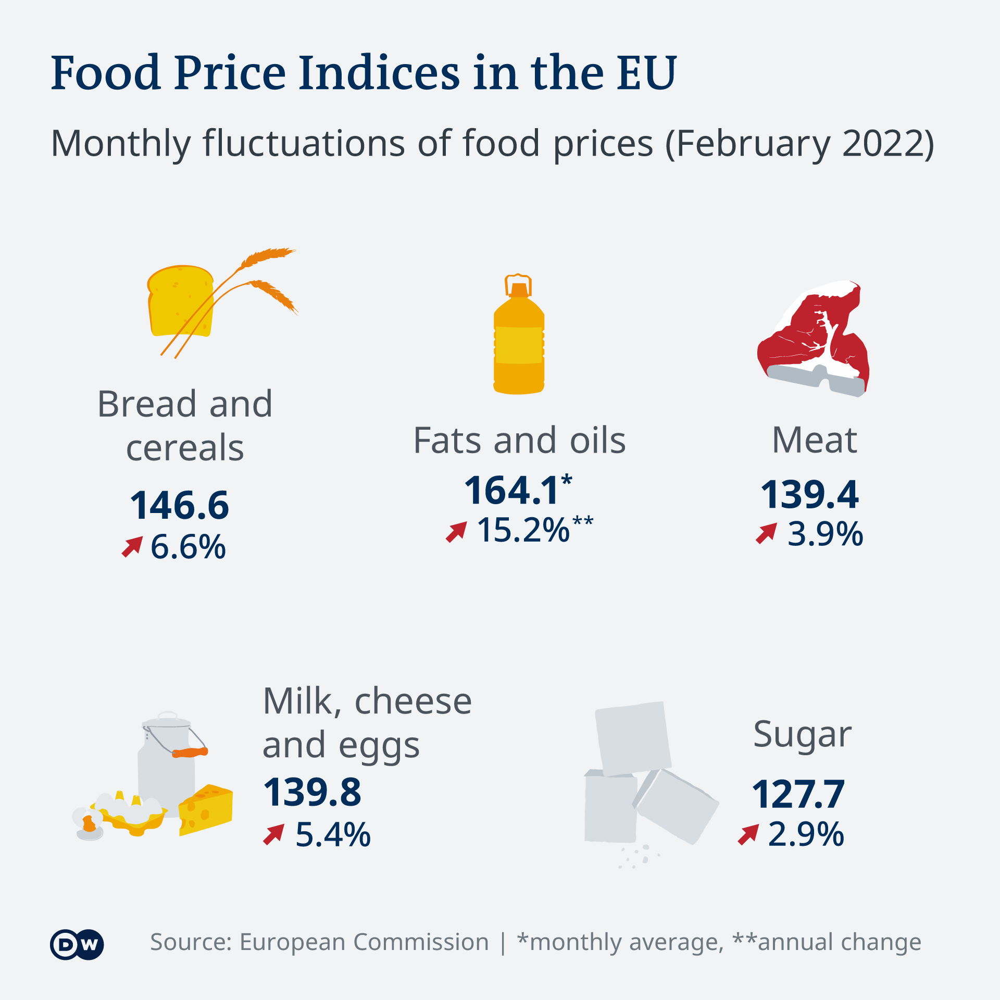 Food Price Indices in the EU
Monthly fluctuations of food prices (February 2022)
Bread and
cereals
146.6
6.6%
Fats and oils
164.1*
15.2%**
Meat
139.4
3.9%
Milk, cheese
and eggs
139.8
5.4%
Sugar
127.7
2.9%
DW
Source: European Commission | *monthly average, **annual change